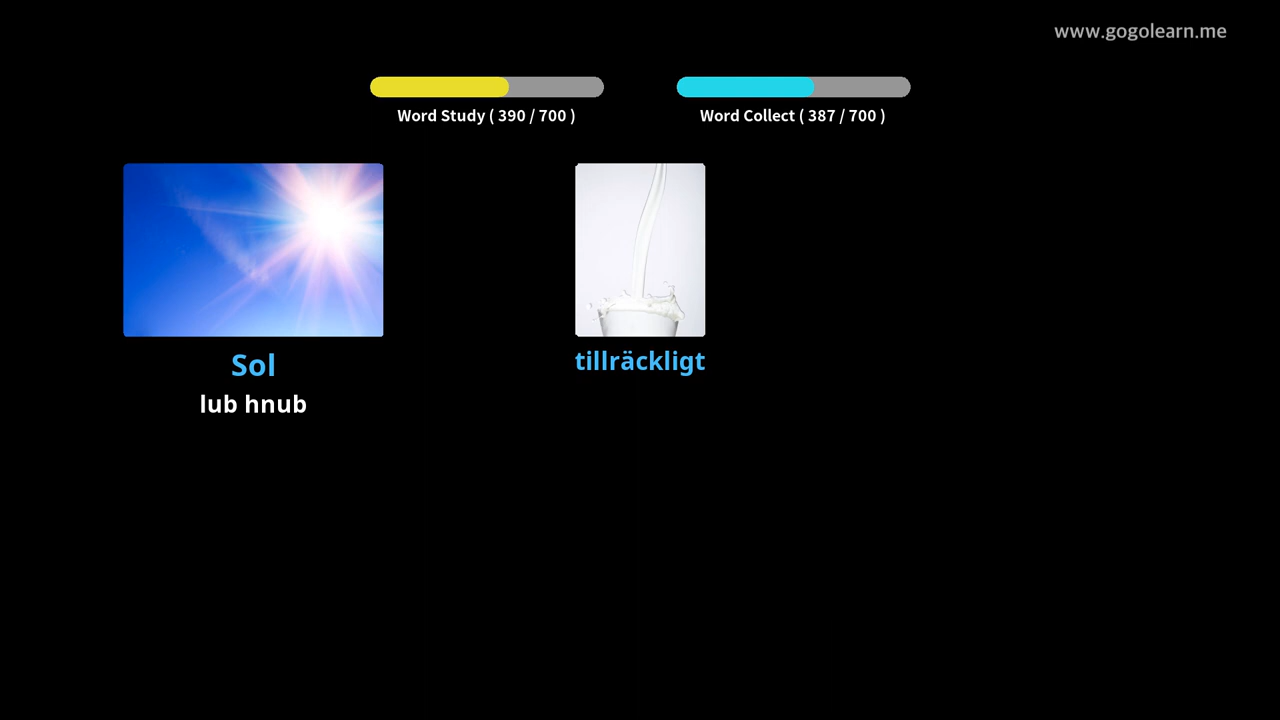 www.gogolearn.me
Word Study ( 390 / 700 )
Word Collect ( 387 / 700 )
Sol
lub hnub
tillräckligt